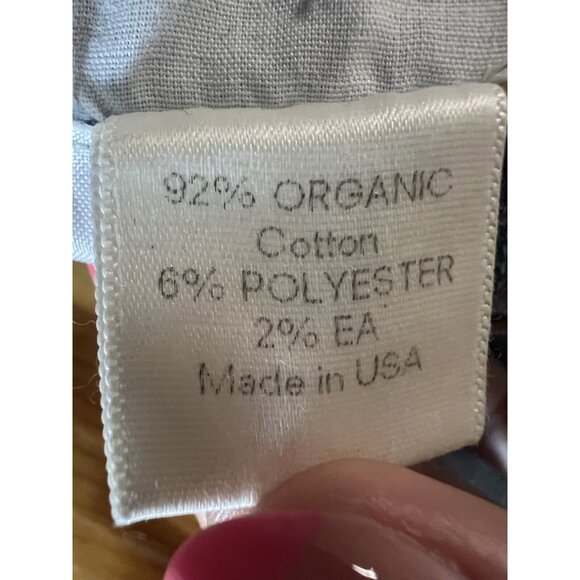 92% ORGANIC
Cotton
6% POLYESTER
2% EA
Made in USA